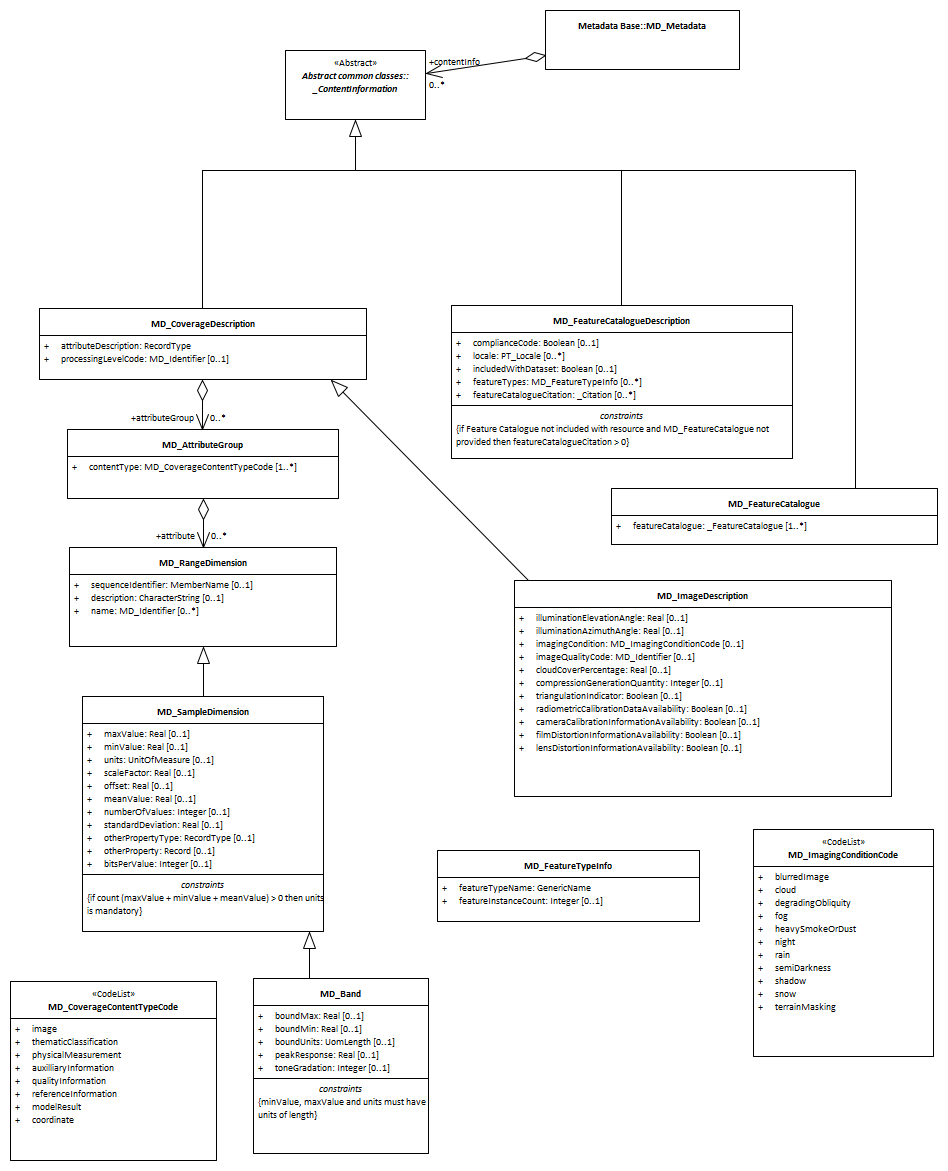 Metadata Base::MD_Metadata
«Abstract»
Abstract common classes::
_ContentInformation
+contentInfo
0..*
MD_CoverageDescription
+ attributeDescription: RecordType
+ processingLevelCode: MD_Identifier [0..1]
MD_FeatureCatalogueDescription
+ complianceCode: Boolean [0..1]
+ locale: PT_Locale [0..*]
+ includedWithDataset: Boolean [0..1]
+ featureTypes: MD_FeatureTypeInfo [0..*]
+ featureCatalogueCitation: _Citation [0..*]
constraints
{if Feature Catalogue not included with resource and MD_FeatureCatalogue not
provided then featureCatalogueCitation > 0}
+attributeGroup 0..*
MD_AttributeGroup
+ contentType: MD_CoverageContentTypeCode [1..*]
MD_FeatureCatalogue
+ featureCatalogue: _FeatureCatalogue [1..*]
+attribute 0..*
MD_RangeDimension
+ sequenceIdentifier: MemberName [0..1]
+ description: CharacterString [0..1]
+ name: MD_Identifier [0..*]
MD_ImageDescription
+ illuminationElevationAngle: Real [0..1]
+ illuminationAzimuthAngle: Real [0..1]
+ imagingCondition: MD_ImagingConditionCode [0..1]
+ imageQualityCode: MD_Identifier [0..1]
+ cloudCoverPercentage: Real [0..1]
+ compressionGenerationQuantity: Integer [0..1]
+ triangulationIndicator: Boolean [0..1]
+ radiometricCalibrationDataAvailability: Boolean [0..1]
+ cameraCalibrationInformationAvailability: Boolean [0..1]
+ filmDistortionInformationAvailability: Boolean [0..1]
+ lensDistortionInformationAvailability: Boolean [0..1]
MD_SampleDimension
+ maxValue: Real [0..1]
+ minValue: Real [0..1]
+ units: UnitOfMeasure [0..1]
+ scaleFactor: Real [0..1]
+ offset: Real [0..1]
+ meanValue: Real [0..1]
+ numberOfValues: Integer [0..1]
+ standardDeviation: Real [0..1]
+ otherPropertyType: RecordType [0..1]
+ otherProperty: Record [0..1]
+ bitsPerValue: Integer [0..1]
constraints
{if count (maxValue + minValue + meanValue) > 0 then units
is mandatory}
MD_FeatureTypeInfo
+ featureTypeName: GenericName
+ featureInstanceCount: Integer [0..1]
«CodeList»
MD_ImagingConditionCode
+ blurredImage
+ cloud
+ degradingObliquity
+ fog
+ heavySmokeOrDust
+ night
+ rain
+ semiDarkness
+ shadow
+ snow
+ terrainMasking
«CodeList»
MD_CoverageContentTypeCode
+ image
+ thematicClassification
+ physicalMeasurement
+ auxilliaryInformation
+ qualityInformation
+ referenceInformation
+ modelResult
+ coordinate
MD_Band
+ boundMax: Real [0..1]
+ boundMin: Real [0..1]
+ boundUnits: UomLength [0..1]
+ peakResponse: Real [0..1]
+ toneGradation: Integer [0..1]
constraints
{minValue, maxValue and units must have
units of length}